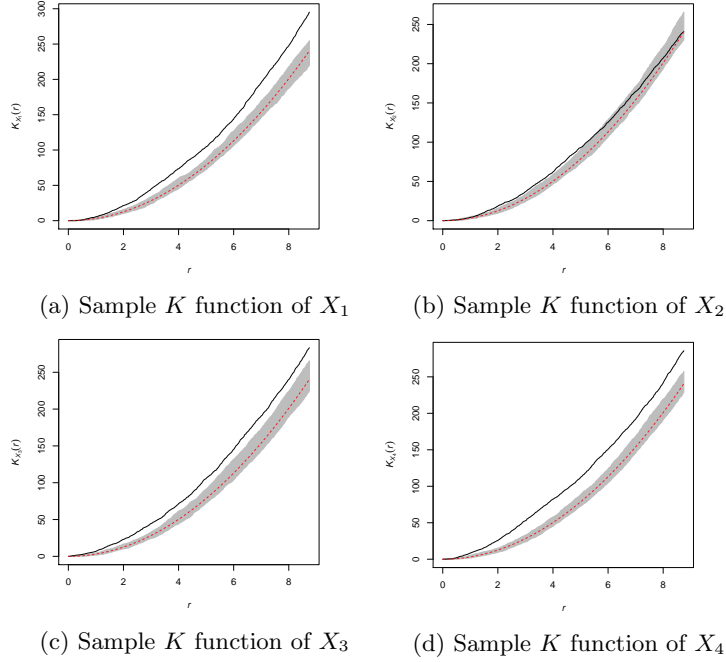 300
250
200
150
100
50
0
K_{X_1}(r)
0 2 4 6 8
r
(a) Sample K function of X_1
250
200
150
100
50
0
K_{X_2}(r)
0 2 4 6 8
r
(b) Sample K function of X_2
250
200
150
100
50
0
K_{X_3}(r)
0 2 4 6 8
r
(c) Sample K function of X_3
250
200
150
100
50
0
K_{X_4}(r)
0 2 4 6 8
r
(d) Sample K function of X_4